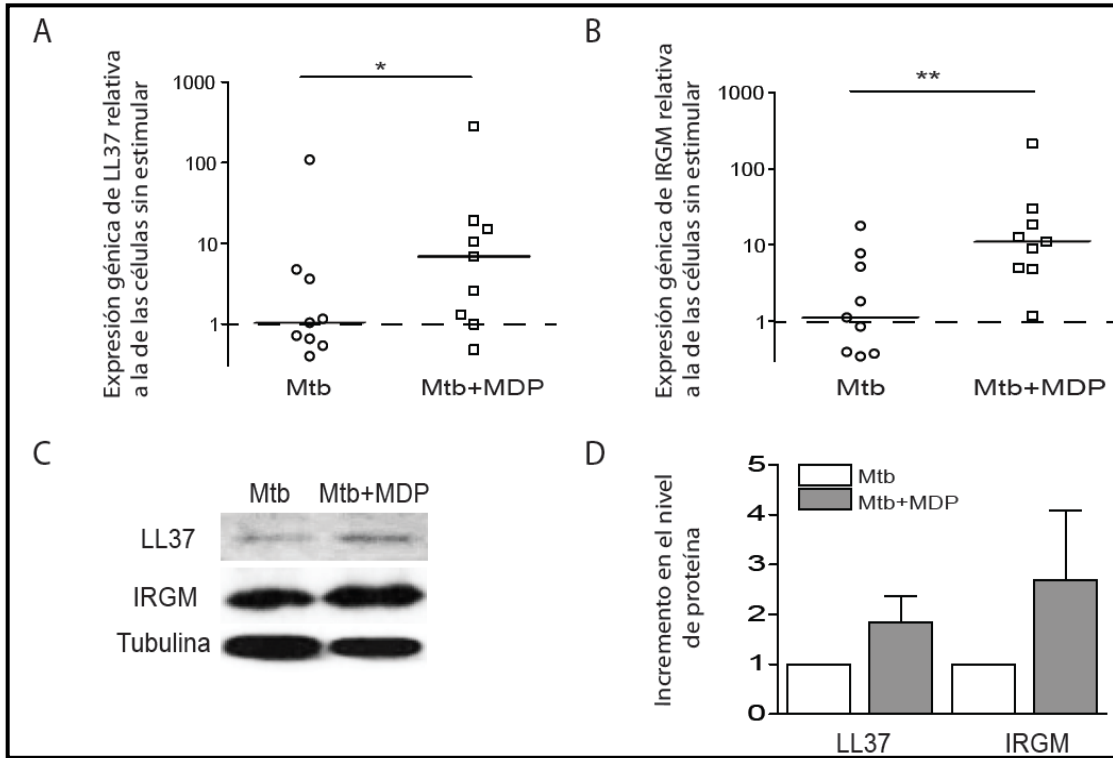 A
Expresión génica de LL37 relativa
a la de las células sin estimular
1000
100
10
1
*
Mtb
Mtb+MDP
B
Expresión génica de IRGM relativa
a la de las células sin estimular
1000
100
10
1
**
Mtb
Mtb+MDP
C
Mtb Mtb+MDP
LL37
IRGM
Tubulina
D
Incremento en el nivel
de proteína
5
4
3
2
1
0
Mtb
Mtb+MDP
LL37
IRGM